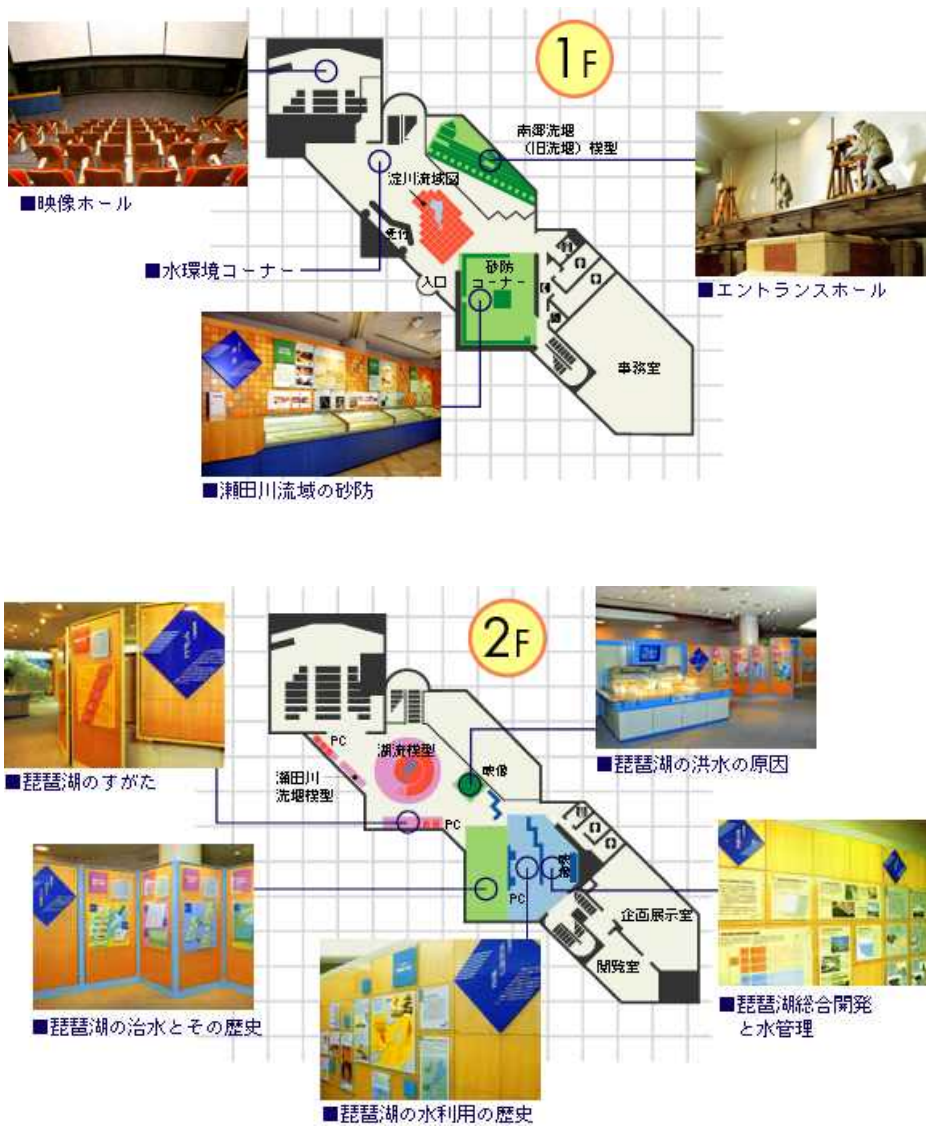 1F
南郷洗堰
（旧洗堰）模型
淀川流域図
■映像ホール
受付
■水環境コーナー
砂防
コーナー
入口
■エントランスホール
事務室
■瀬田川流域の砂防
2F
PC
湖流模型
映像
瀬田川
洗堰模型
■琵琶湖のすがた
■琵琶湖の洪水の原因
PC
映像
PC
企画展示室
閲覧室
■琵琶湖の治水とその歴史
■琵琶湖総合開発
と水管理
■琵琶湖の水利用の歴史